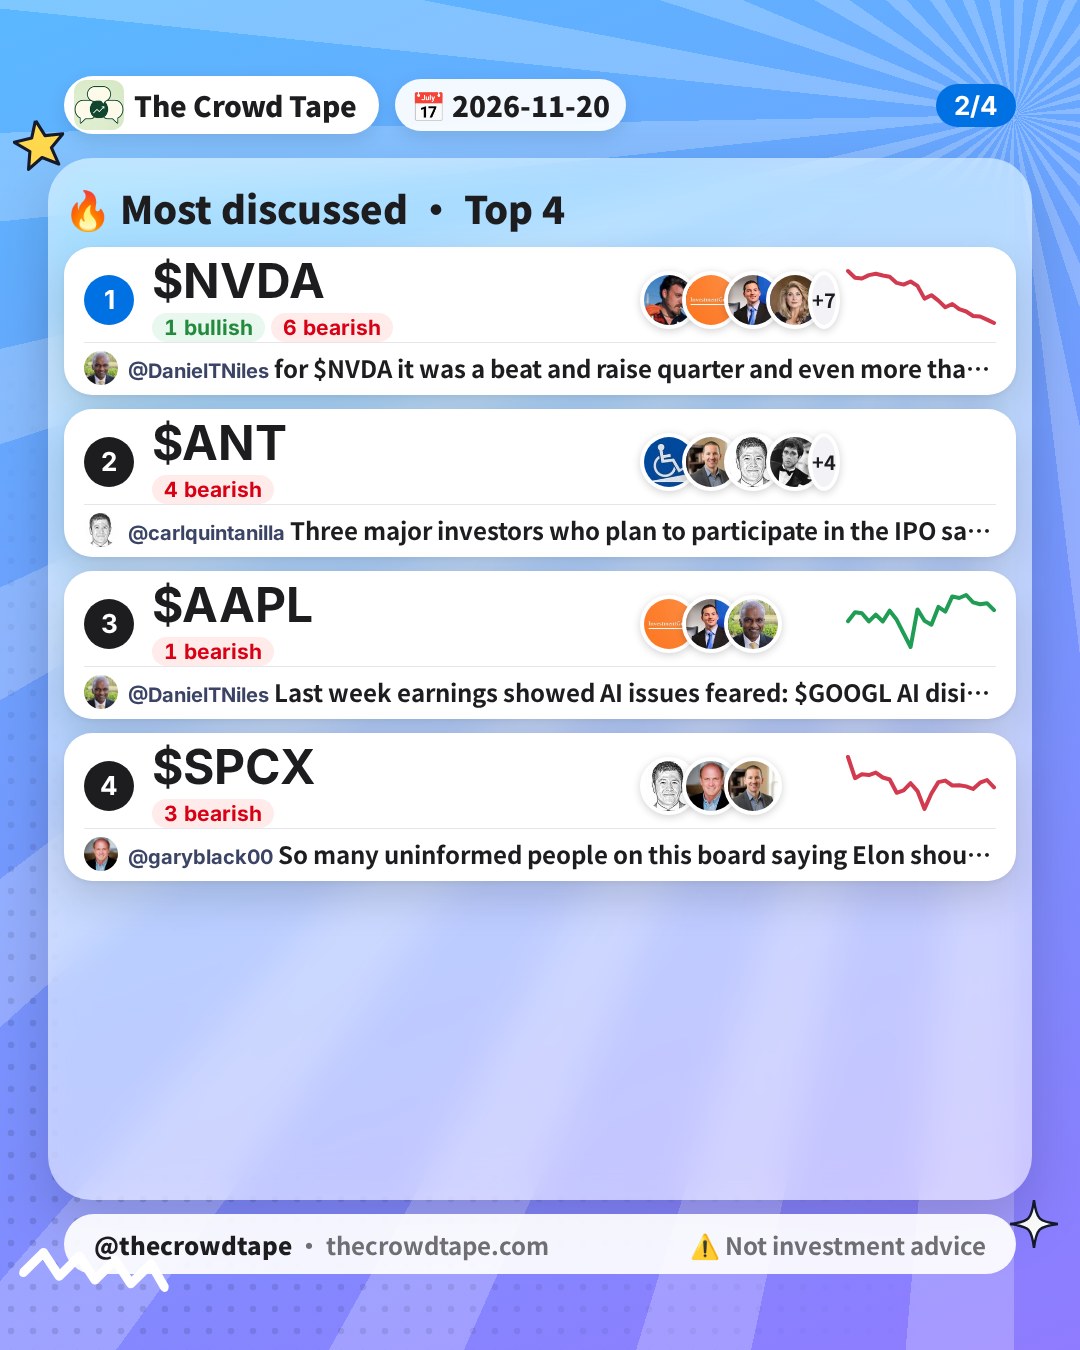 The Crowd Tape
July 17 2026-11-20
2/4
🔥 Most discussed • Top 4
1 $NVDA +7
1 bullish 6 bearish
@DanielTNiles for $NVDA it was a beat and raise quarter and even more tha…
2 $ANT +4
4 bearish
@carlquintanilla Three major investors who plan to participate in the IPO sa…
3 $AAPL
1 bearish
@DanielTNiles Last week earnings showed AI issues feared: $GOOGL AI disi…
4 $SPCX
3 bearish
@garyblack00 So many uninformed people on this board saying Elon shou…
@thecrowdtape • thecrowdtape.com
⚠️ Not investment advice